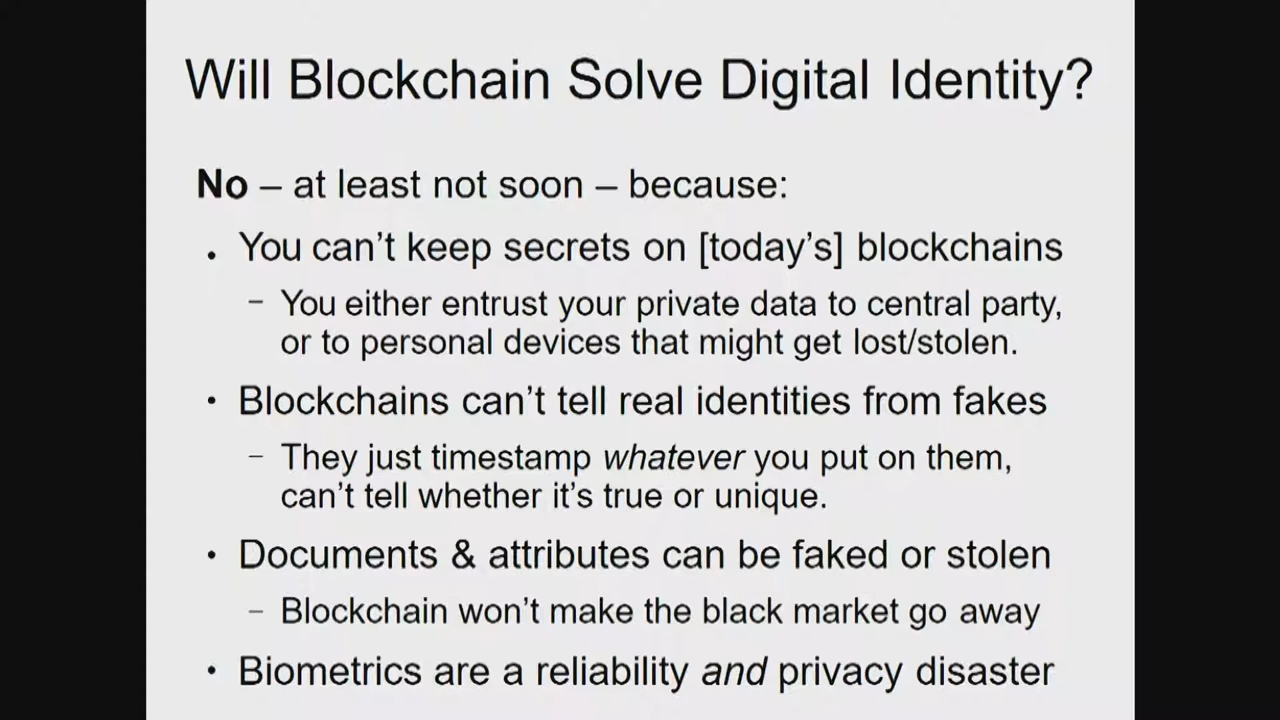 Will Blockchain Solve Digital Identity?
No – at least not soon – because:
• You can't keep secrets on [today's] blockchains
– You either entrust your private data to central party,
or to personal devices that might get lost/stolen.
• Blockchains can't tell real identities from fakes
– They just timestamp whatever you put on them,
can't tell whether it's true or unique.
• Documents & attributes can be faked or stolen
– Blockchain won't make the black market go away
• Biometrics are a reliability and privacy disaster